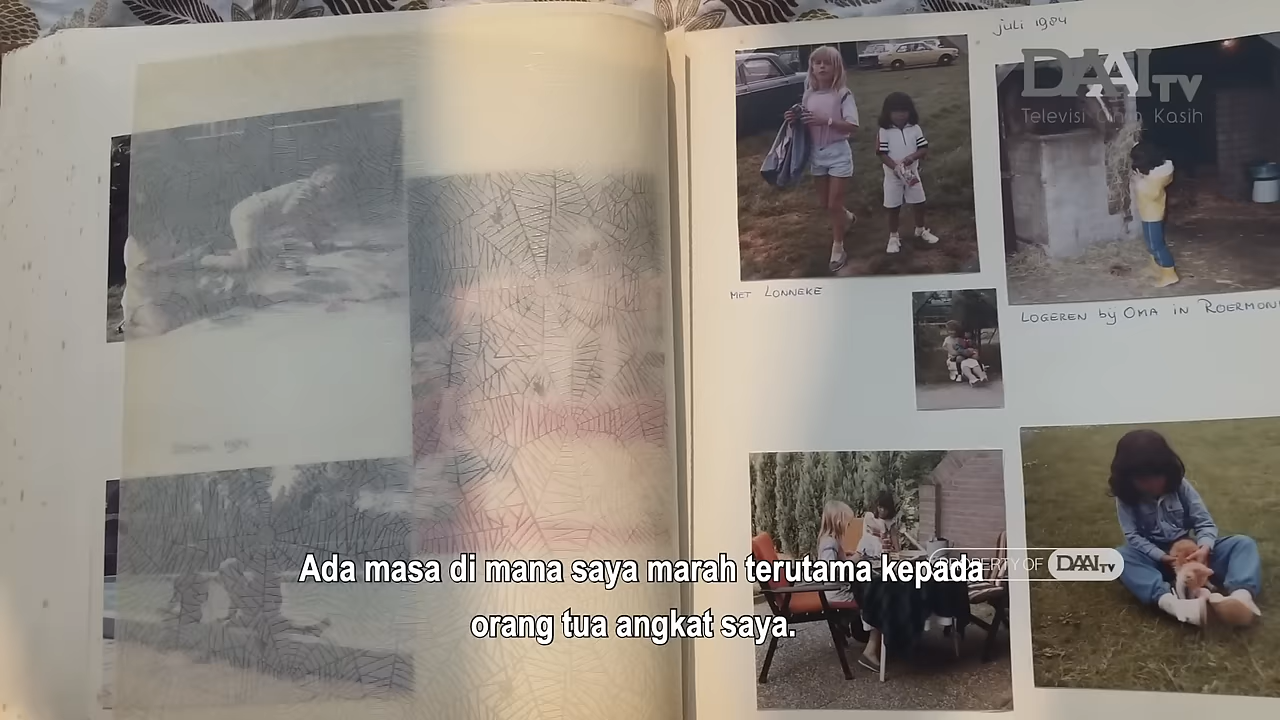 juli 1984
DAAI TV
Televisi Cinta Kasih
MET LONNEKE
LOGEREN bij OMA IN ROERMON
PROPERTY OF DAAI TV
Ada masa di mana saya marah terutama kepada
orang tua angkat saya.